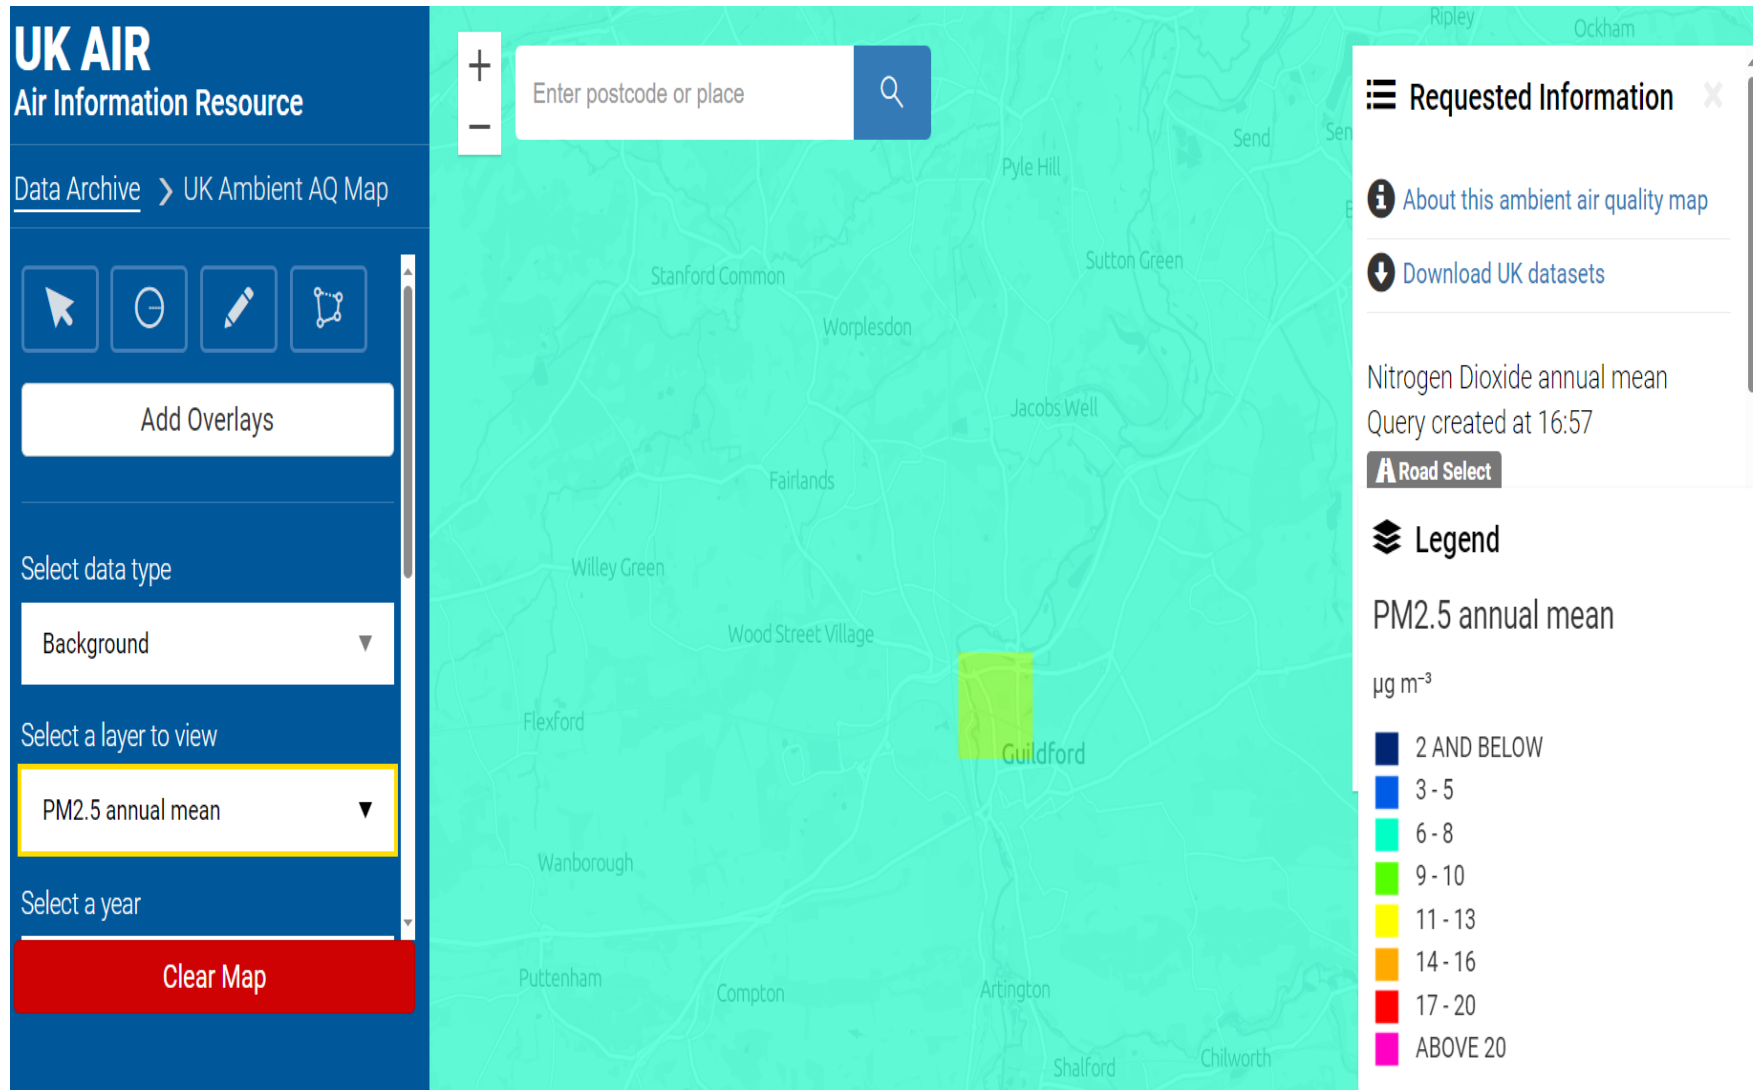 UK AIR
Air Information Resource
Data Archive ❯ UK Ambient AQ Map
Add Overlays
Select data type
Background
Select a layer to view
PM2.5 annual mean
Select a year
Clear Map
+
−
Enter postcode or place
Ripley
Ockham
Send
Sen
Pyle Hill
Sutton Green
Stanford Common
Worplesdon
Jacobs Well
Fairlands
Willey Green
Wood Street Village
Flexford
Guildford
Wanborough
Puttenham
Compton
Artington
Shalford
Chilworth
Requested Information
About this ambient air quality map
Download UK datasets
Nitrogen Dioxide annual mean
Query created at 16:57
Road Select
Legend
PM2.5 annual mean
µg m⁻³
2 AND BELOW
3 - 5
6 - 8
9 - 10
11 - 13
14 - 16
17 - 20
ABOVE 20